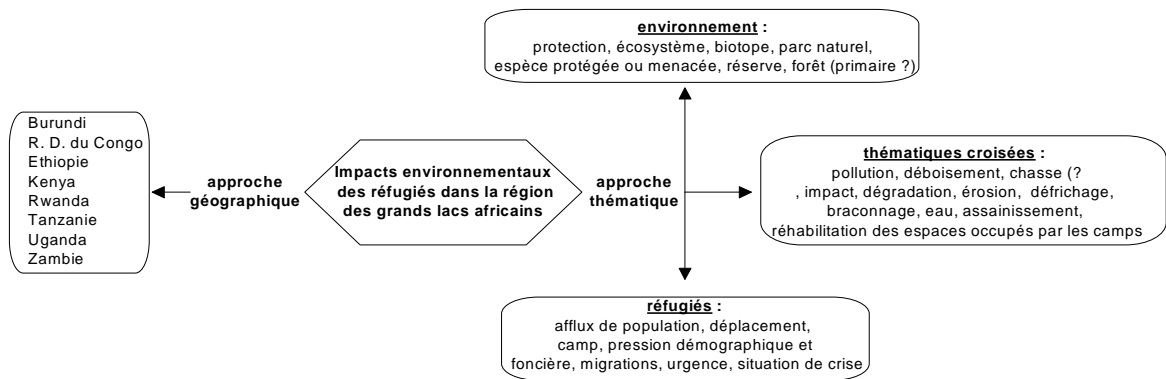 environnement :
protection, écosystème, biotope, parc naturel,
espèce protégée ou menacée, réserve, forêt (primaire ?)
Burundi
R. D. du Congo
Ethiopie
Kenya
Rwanda
Tanzanie
Uganda
Zambie
approche
géographique
Impacts environnementaux
des réfugiés dans la région
des grands lacs africains
approche
thématique
thématiques croisées :
pollution, déboisement, chasse (?
, impact, dégradation, érosion, défrichage,
braconnage, eau, assainissement,
réhabilitation des espaces occupés par les camps
réfugiés :
afflux de population, déplacement,
camp, pression démographique et
foncière, migrations, urgence, situation de crise